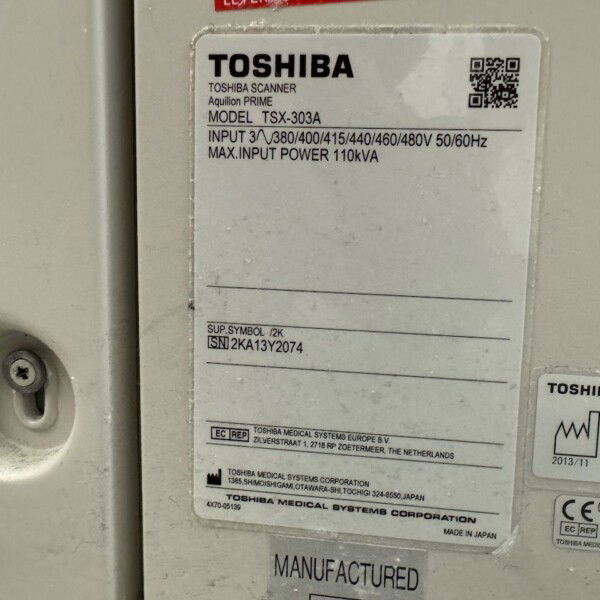 TOSHIBA
TOSHIBA SCANNER
Aquilion PRIME
MODEL TSX-303A
INPUT 3∿/380/400/415/440/460/480V 50/60Hz
MAX.INPUT POWER 110kVA
SUP.SYMBOL /2K
SN 2KA13Y2074
EC REP TOSHIBA MEDICAL SYSTEMS EUROPE B.V.
ZILVERSTRAAT 1, 2718 RP ZOETERMEER, THE NETHERLANDS
TOSHIBA MEDICAL SYSTEMS CORPORATION
1385,SHIMOISHIGAMI,OTAWARA-SHI,TOCHIGI 324-8550,JAPAN
TOSHIBA MEDICAL SYSTEMS CORPORATION
4X70-05139
MADE IN JAPAN
MANUFACTURED
TOSHI
2013/11
CE
EC REP
TOSHIBA MED